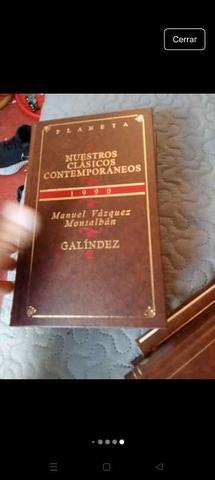 Cerrar
PLANETA
NUESTROS
CLÁSICOS
CONTEMPORÁNEOS
1990
Manuel Vázquez
Montalbán
GALÍNDEZ